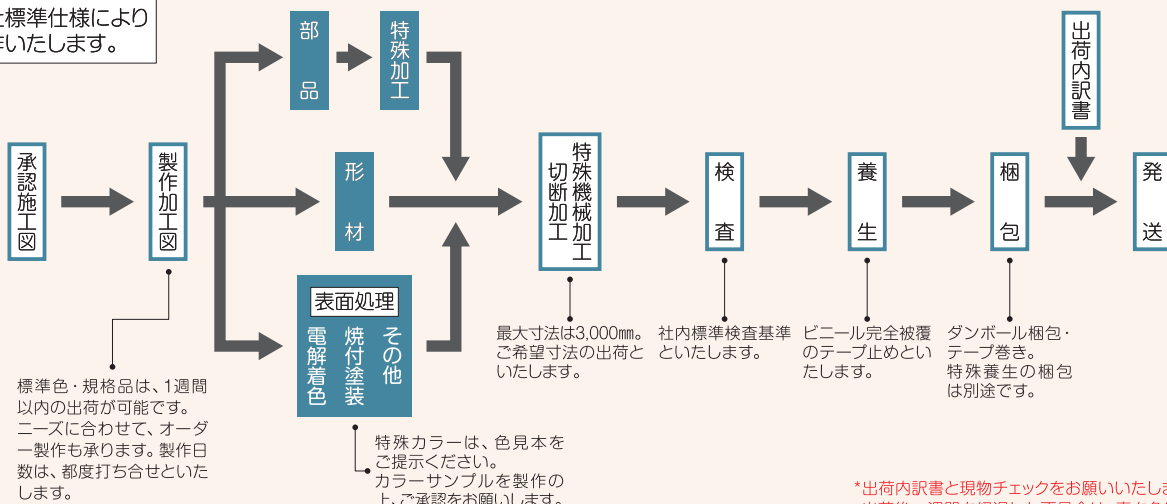 標準仕様により
いたします。
部品
特殊加工
出荷内訳書
承認施工図
製作加工図
形材
特殊機械加工
切断加工
検査
養生
梱包
発送
表面処理
その他
焼付塗装
電解着色
最大寸法は3,000㎜。
ご希望寸法の出荷と
いたします。
社内標準検査基準
といたします。
ビニール完全被覆
のテープ止めとい
たします。
ダンボール梱包・
テープ巻き。
特殊養生の梱包
は別途です。
標準色・規格品は、1週間
以内の出荷が可能です。
ニーズに合わせて、オーダ
ー製作も承ります。製作日
数は、都度打ち合せといた
します。
特殊カラーは、色見本を
ご提示ください。
カラーサンプルを製作の
上、ご承認をお願いします。
*出荷内訳書と現物チェックをお願いいたしま